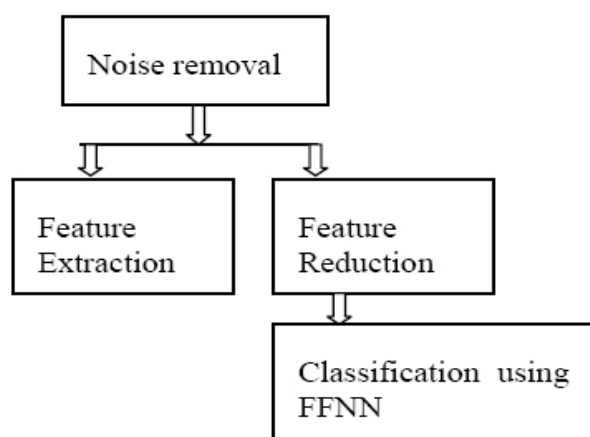 Noise removal
Feature
Extraction
Feature
Reduction
Classification using
FFNN